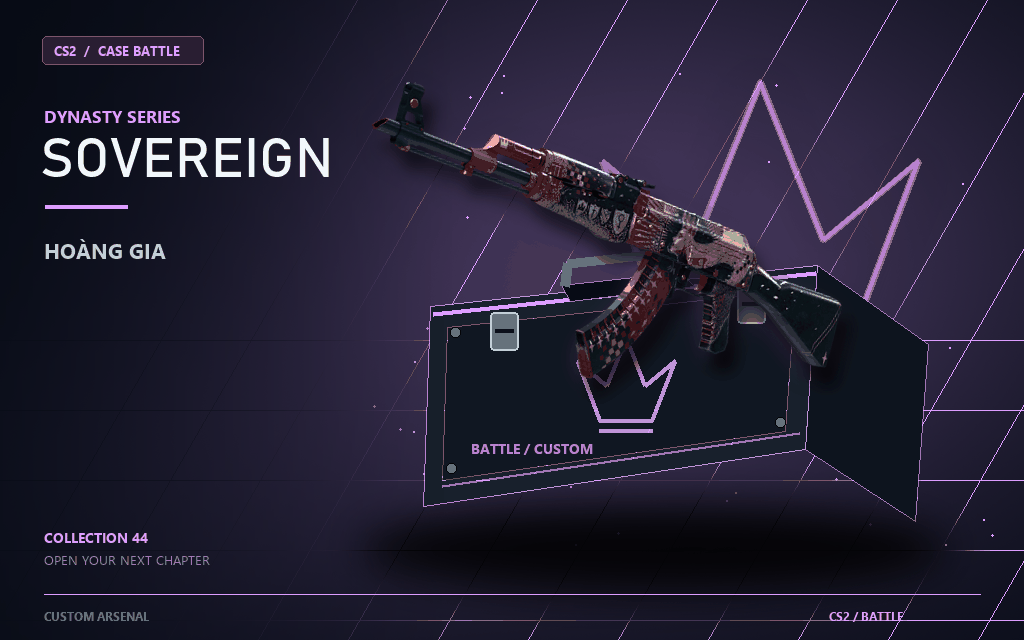 CS2 / CASE BATTLE
DYNASTY SERIES
SOVEREIGN
HOÀNG GIA
BATTLE / CUSTOM
COLLECTION 44
OPEN YOUR NEXT CHAPTER
CUSTOM ARSENAL
CS2 / BATTLE